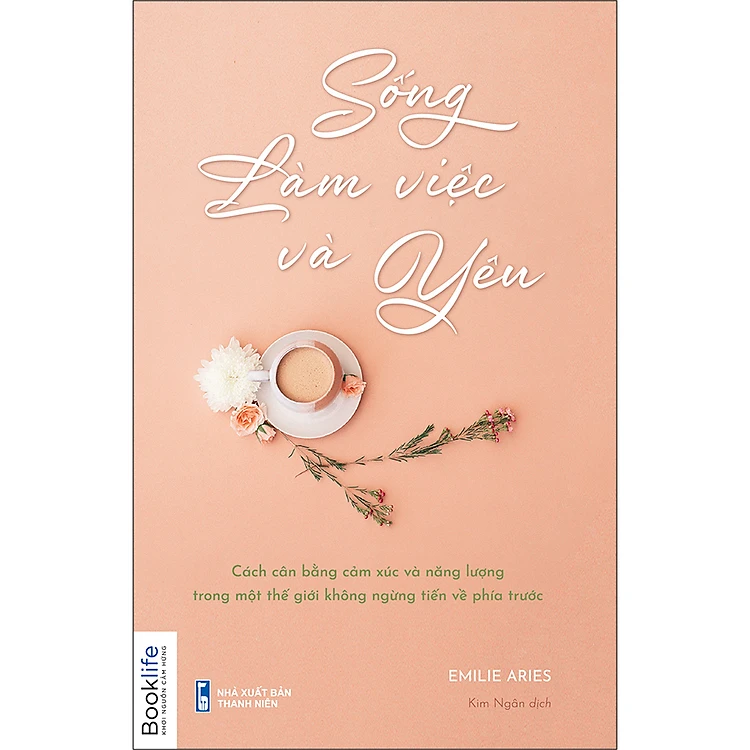 Sống
Làm việc
và Yêu
Cách cân bằng cảm xúc và năng lượng
trong một thế giới không ngừng tiến về phía trước
EMILIE ARIES
Kim Ngân dịch
Booklife
KHƠI NGUỒN CẢM HỨNG
NHÀ XUẤT BẢN
THANH NIÊN